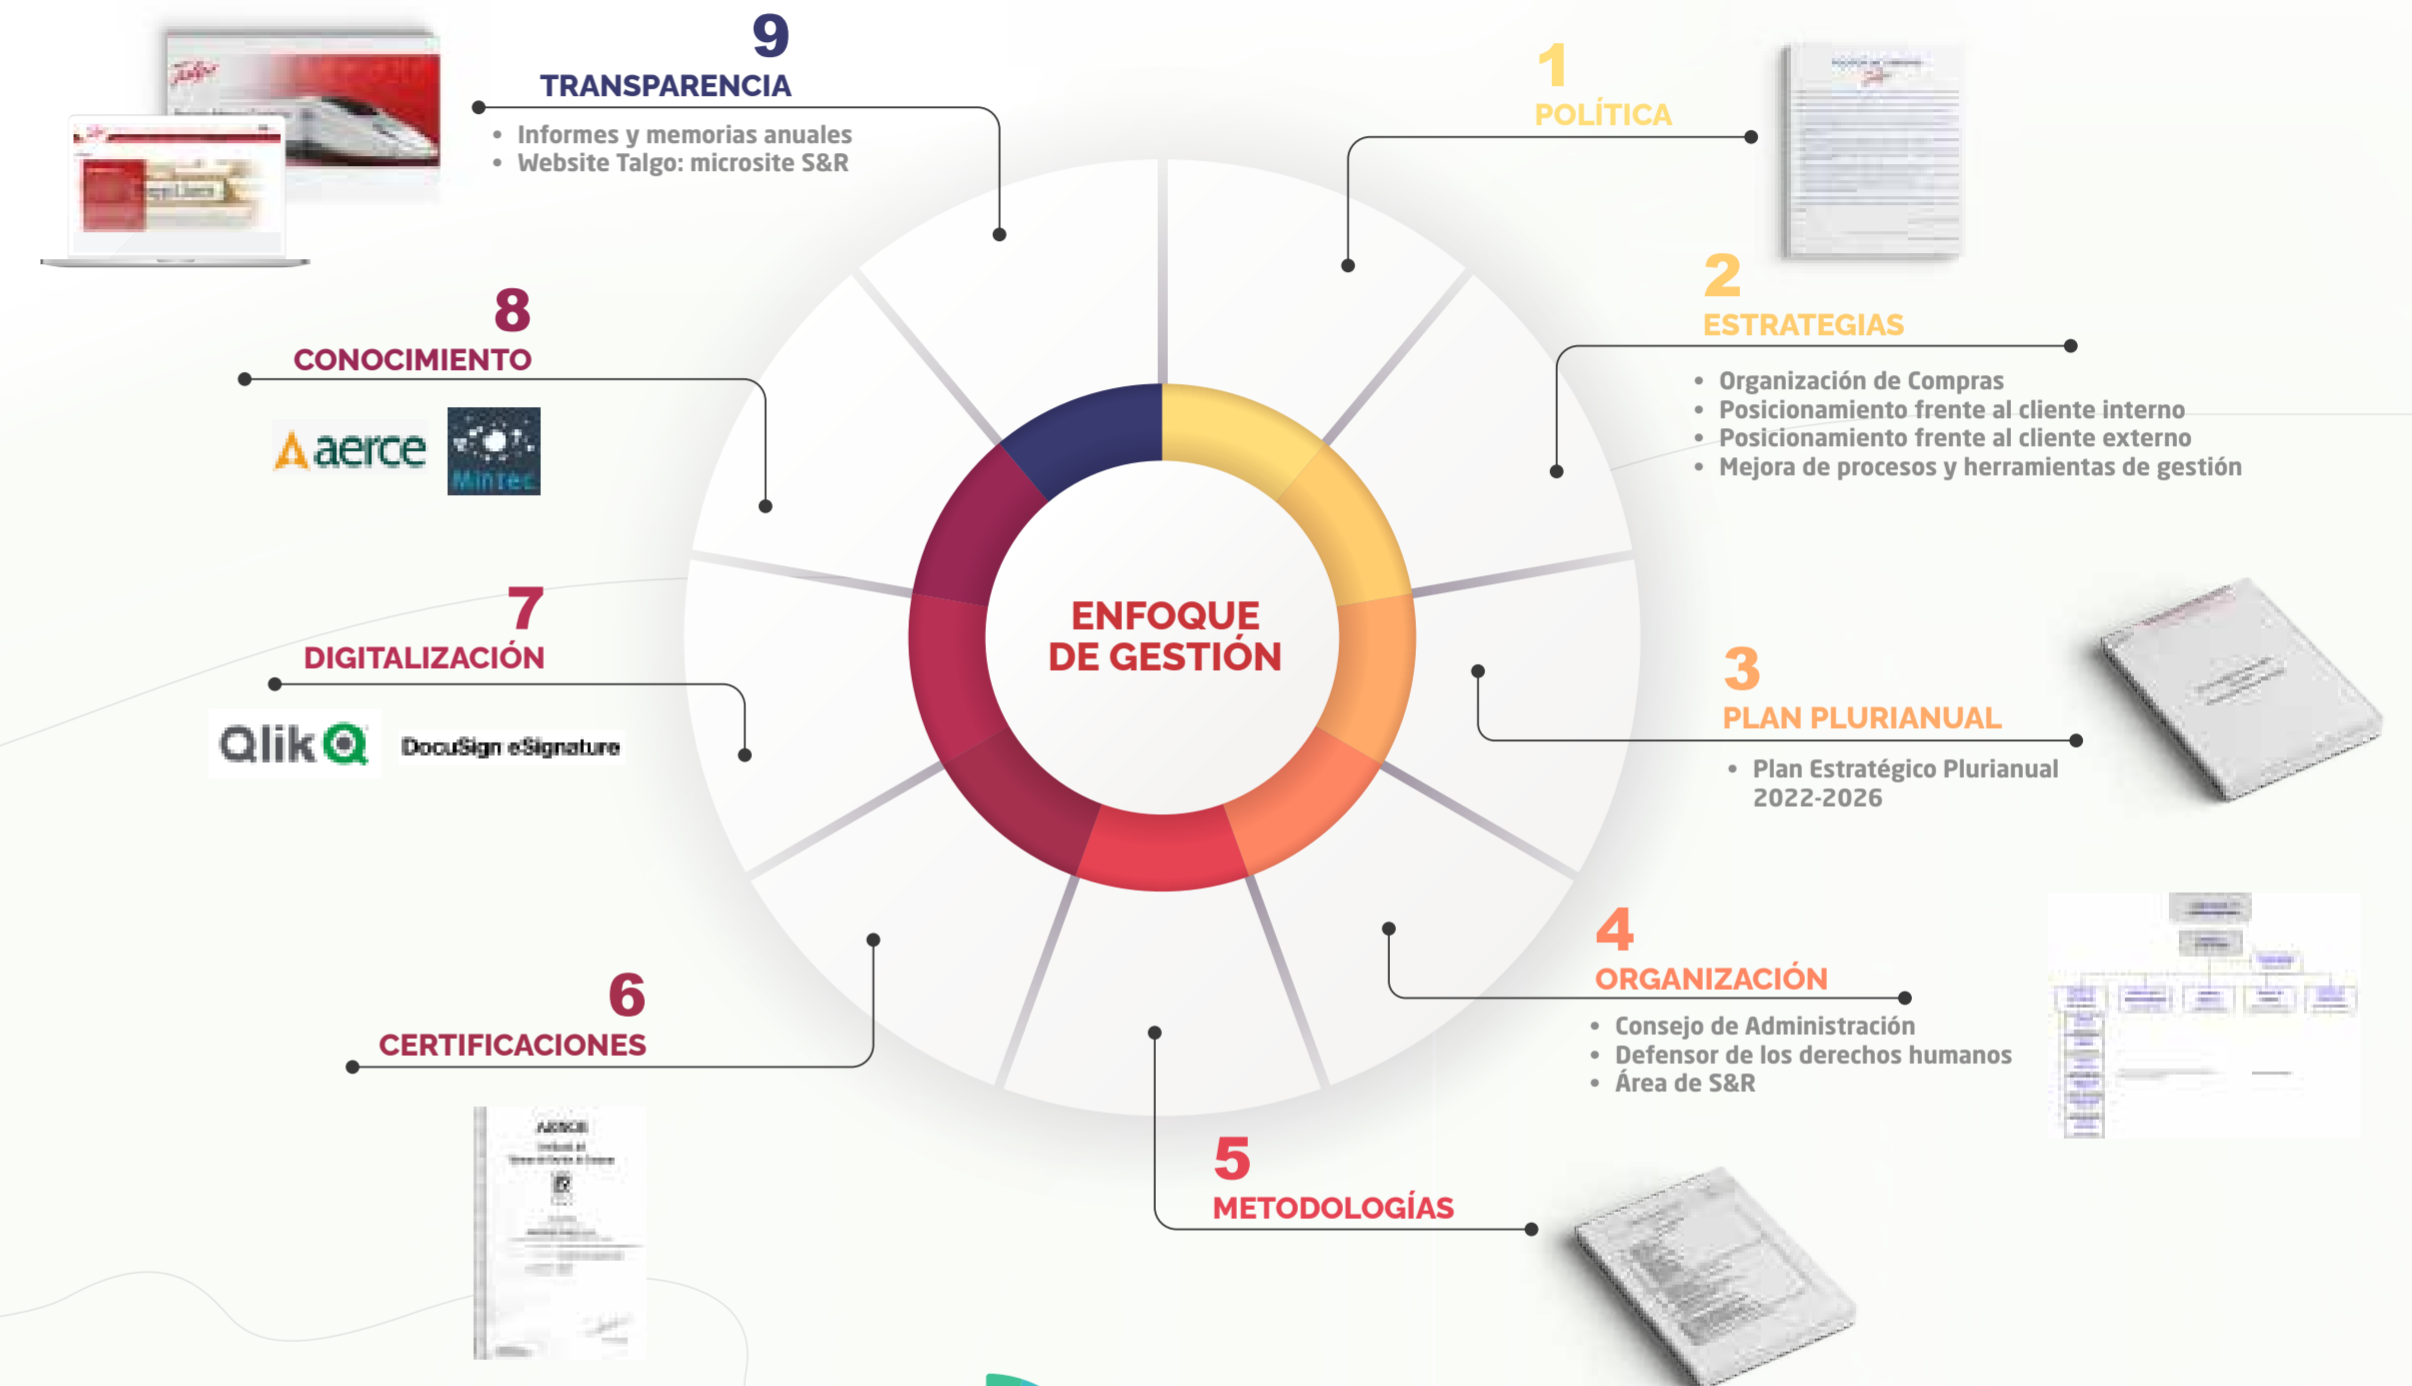 9
TRANSPARENCIA
• Informes y memorias anuales
• Website Talgo: microsite S&R
Talgo
1
POLÍTICA
2
ESTRATEGIAS
• Organización de Compras
• Posicionamiento frente al cliente interno
• Posicionamiento frente al cliente externo
• Mejora de procesos y herramientas de gestión
3
PLAN PLURIANUAL
• Plan Estratégico Plurianual
2022-2026
4
ORGANIZACIÓN
• Consejo de Administración
• Defensor de los derechos humanos
• Área de S&R
5
METODOLOGÍAS
6
CERTIFICACIONES
7
DIGITALIZACIÓN
Qlik
DocuSign eSignature
8
CONOCIMIENTO
aerce
Mintec
ENFOQUE
DE GESTIÓN